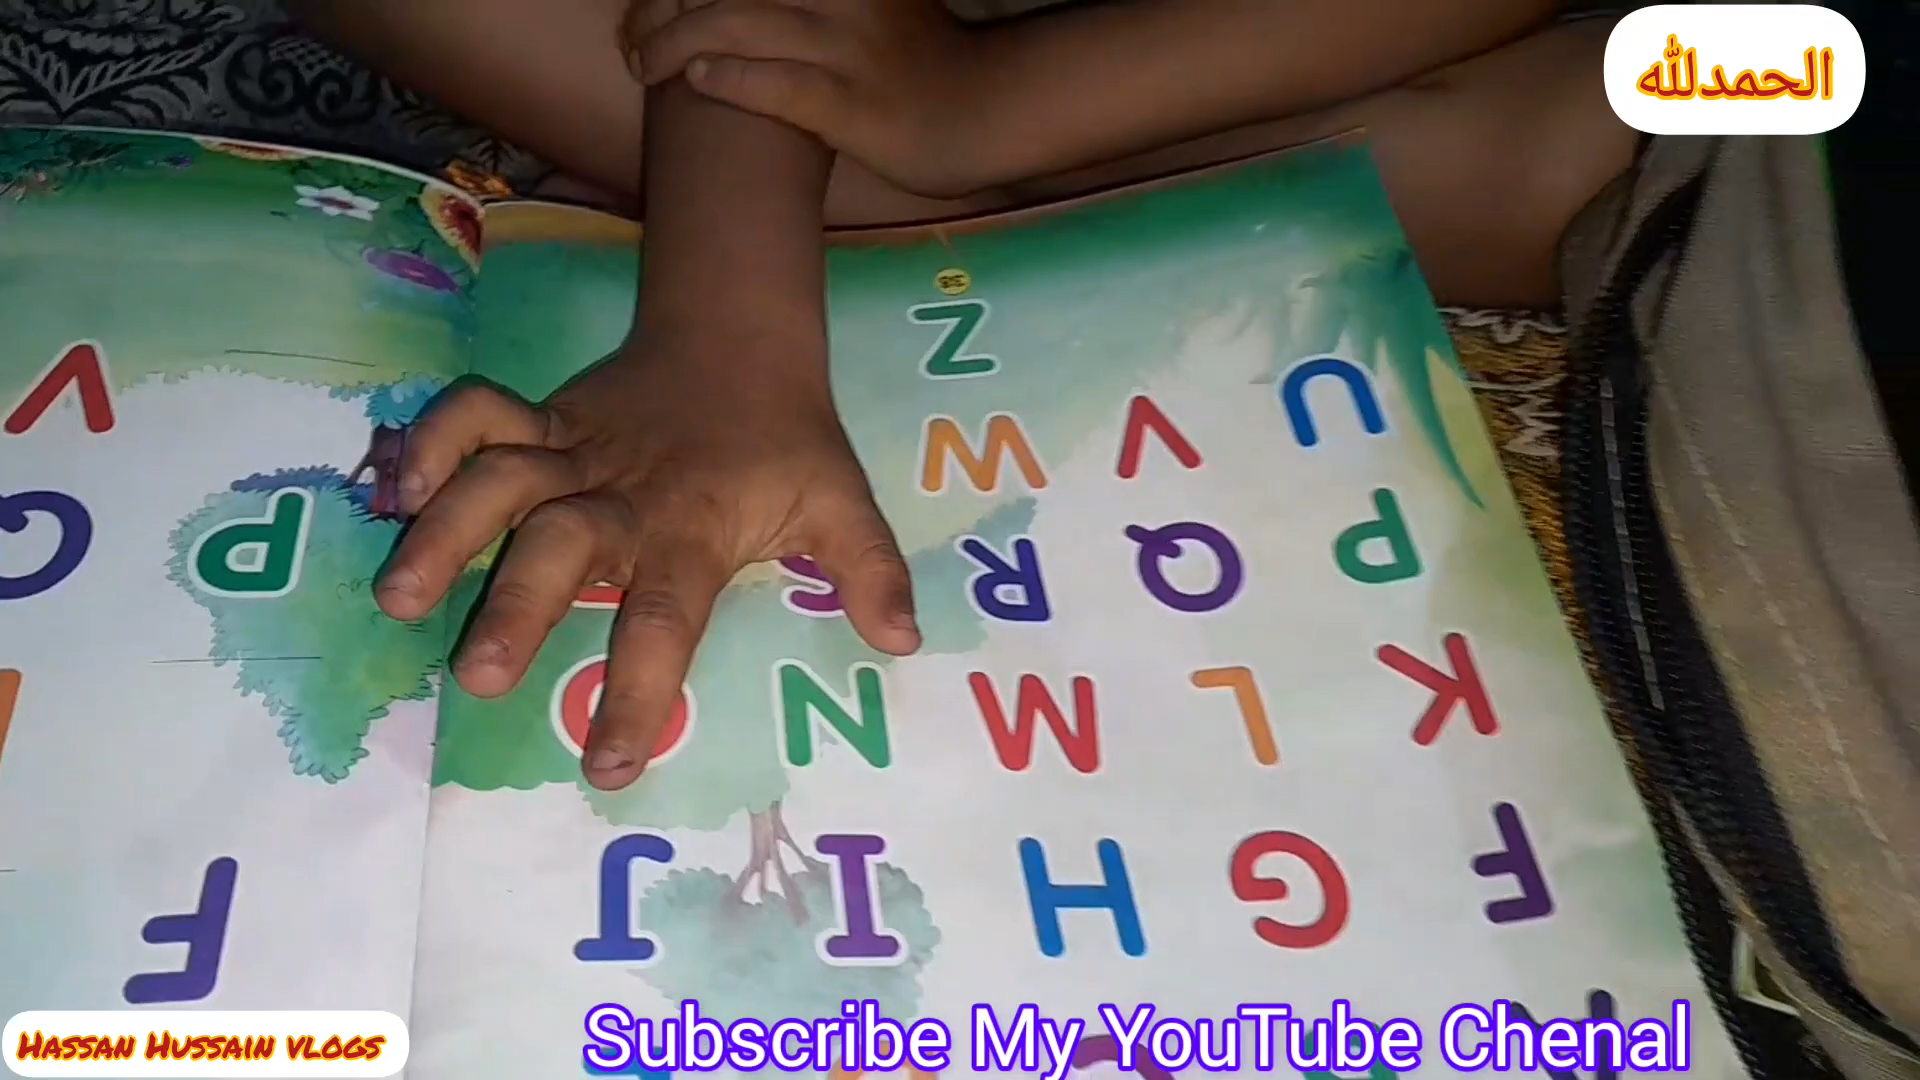 الحمدلله
Z
V U V W
Q P P Q R S
K L M N O
F F G H I J
Hassan Hussain vlogs
Subscribe My YouTube Chenal